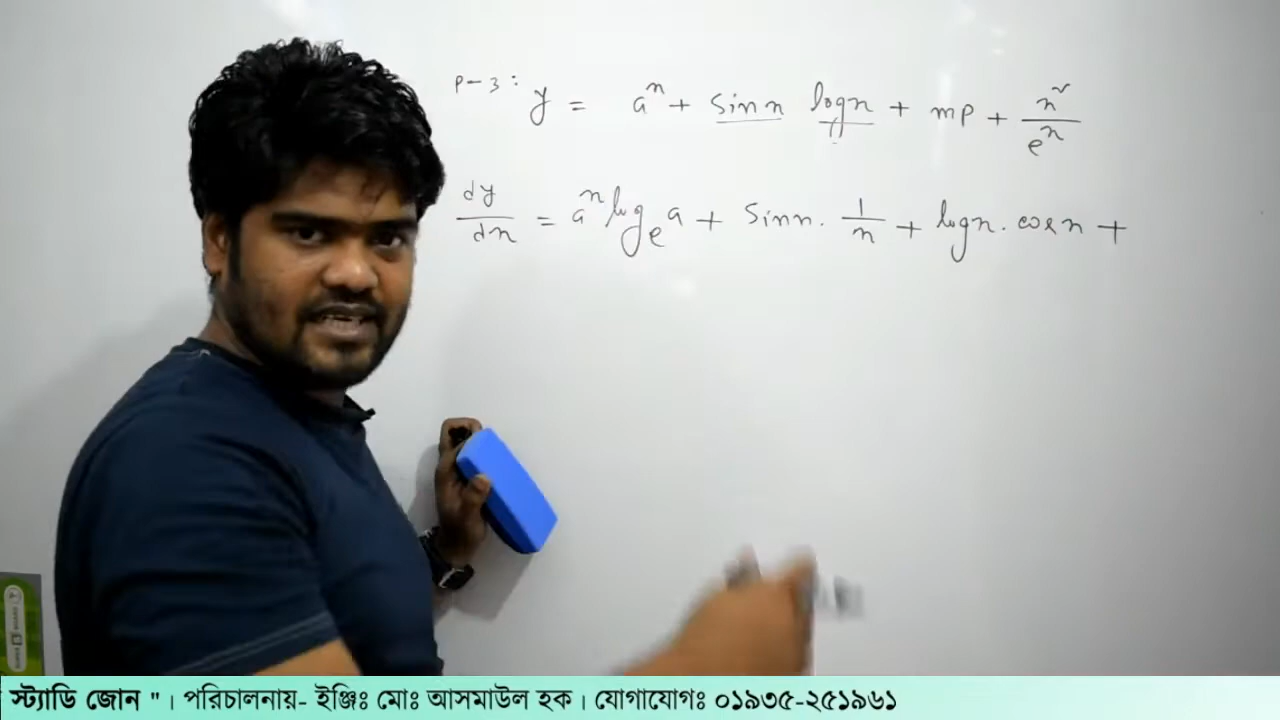 P-3: y = aⁿ + sinn logn + mp + n²/eⁿ
dy/dn = aⁿ logₑa + sinn. 1/n + logn. cosn +
স্ট্যাডি জোন " । পরিচালনায়- ইঞ্জিঃ মোঃ আসমাউল হক । যোগাযোগঃ ০১৯৩৫-২৫১৯৬১